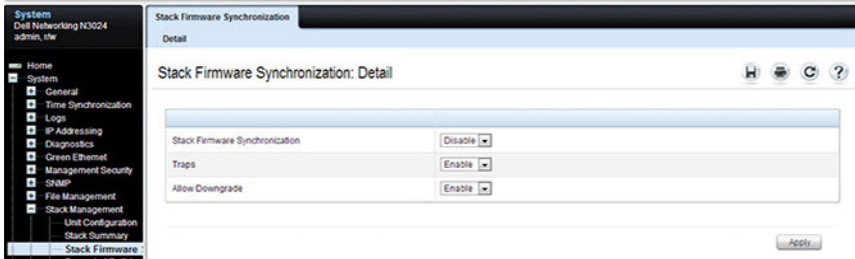 System
Dell Networking N3024
admin, r/w
Home
System
General
Time Synchronization
Logs
IP Addressing
Diagnostics
Green Ethernet
Management Security
SNMP
File Management
Stack Management
Unit Configuration
Stack Summary
Stack Firmware
Stack Firmware Synchronization
Detail
Stack Firmware Synchronization: Detail
Stack Firmware Synchronization Disable
Traps Enable
Allow Downgrade Enable
Apply